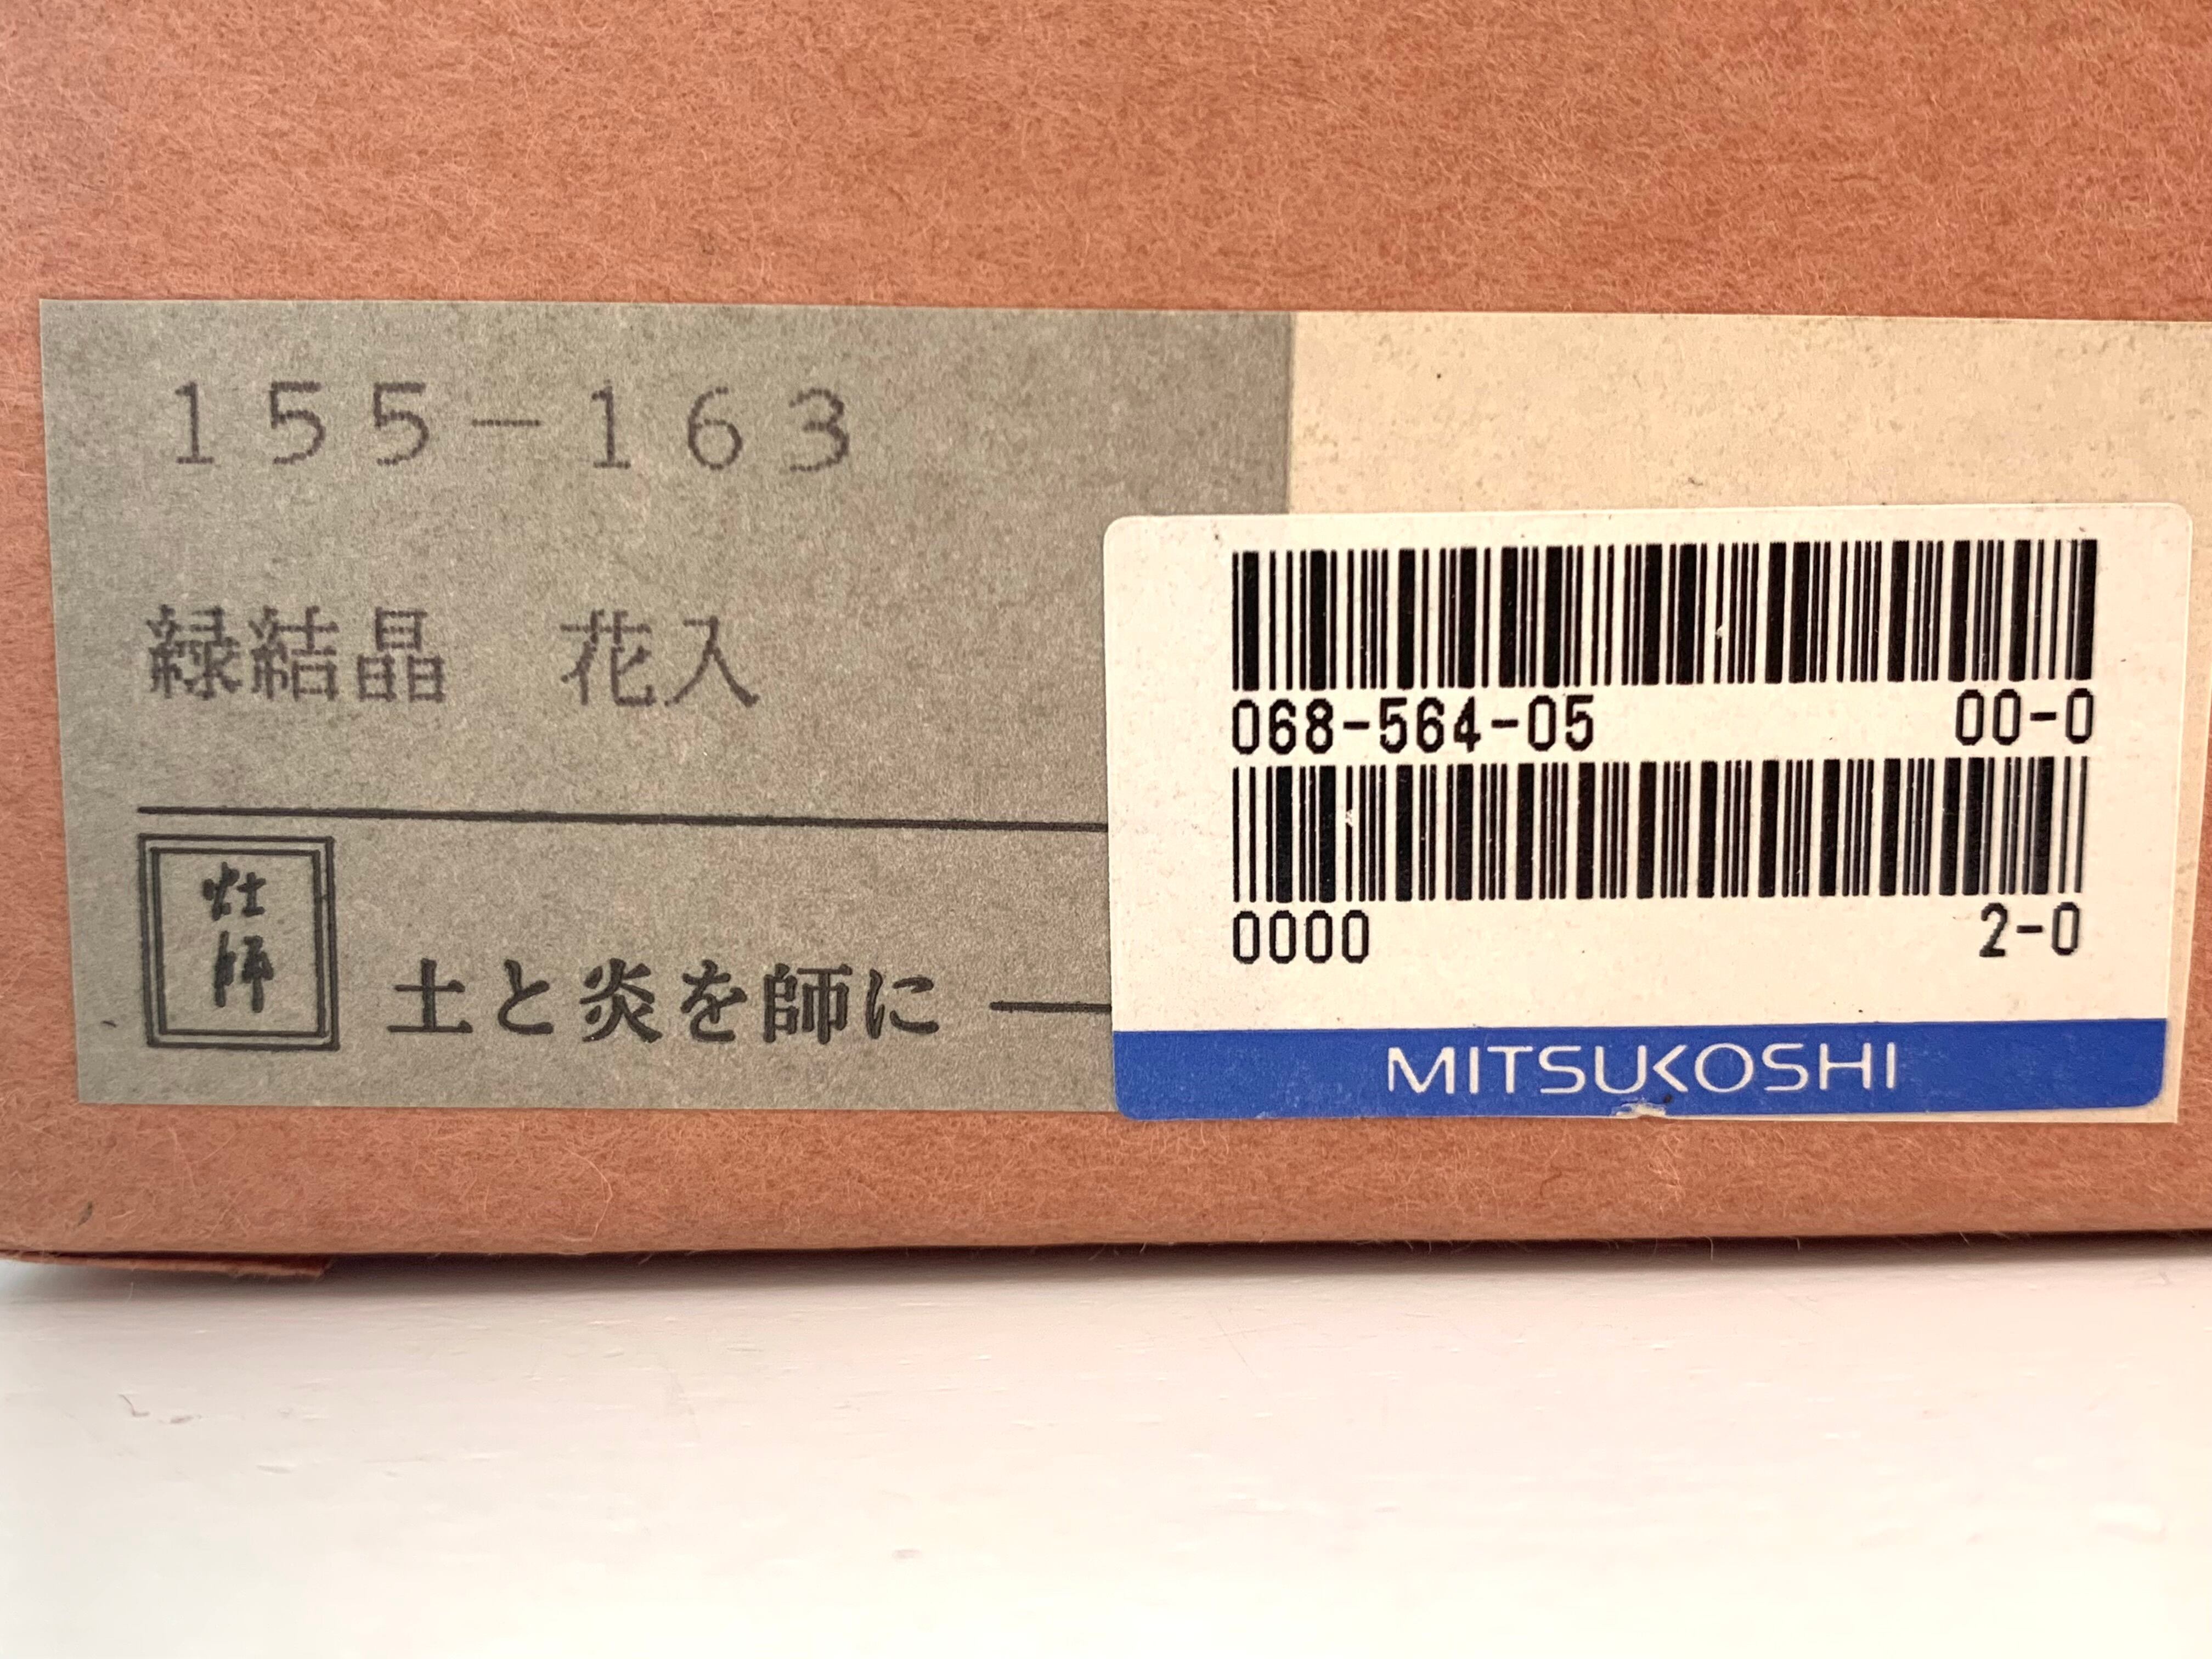 155-163
緑結晶　花入
灶師
土と炎を師に ―
068-564-05 00-0
0000 2-0
MITSUKOSHI